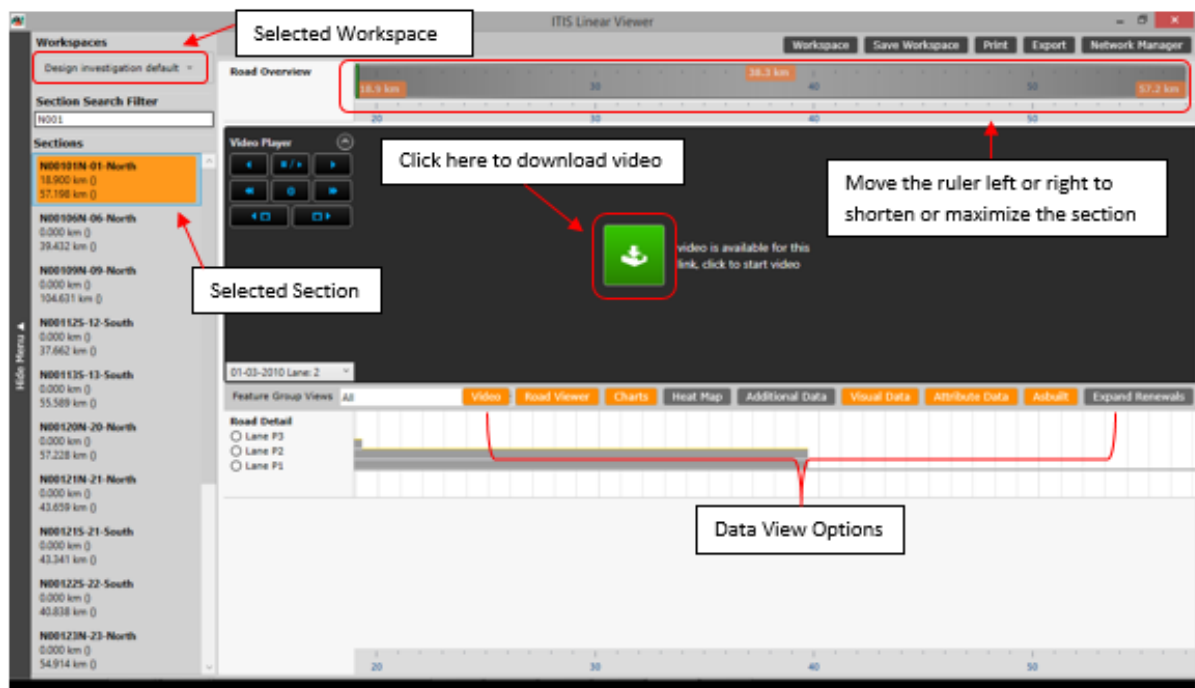 ITIS Linear Viewer
Workspaces
Selected Workspace
Workspace
Save Workspace
Print
Export
Network Manager
Design investigation default
Road Overview
18.9 km
38.3 km
57.2 km
30
40
50
20
30
40
50
Section Search Filter
N001
Sections
N00101N-01-North
18.900 km ()
57.198 km ()
N00106N-06-North
0.000 km ()
39.432 km ()
N00109N-09-North
0.000 km ()
104.631 km ()
N00112S-12-South
0.000 km ()
37.662 km ()
N00113S-13-South
0.000 km ()
55.589 km ()
N00120N-20-North
0.000 km ()
57.228 km ()
N00121N-21-North
0.000 km ()
43.659 km ()
N00121S-21-South
0.000 km ()
43.341 km ()
N00122S-22-South
0.000 km ()
40.838 km ()
N00123N-23-North
0.000 km ()
54.914 km ()
Hide Menu
Selected Section
Video Player
Click here to download video
Move the ruler left or right to
shorten or maximize the section
video is available for this
link, click to start video
01-03-2010 Lane: 2
Feature Group Views
All
Video
Road Viewer
Charts
Heat Map
Additional Data
Visual Data
Attribute Data
Asbuilt
Expand Renewals
Road Detail
Lane P3
Lane P2
Lane P1
Data View Options
20
30
40
50